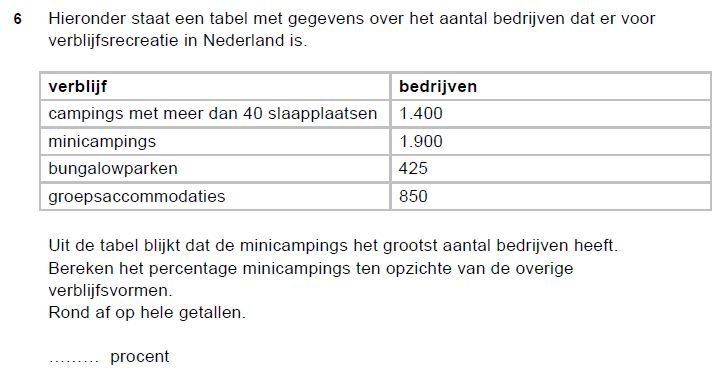 6 Hieronder staat een tabel met gegevens over het aantal bedrijven dat er voor
verblijfsrecreatie in Nederland is.
verblijf bedrijven
campings met meer dan 40 slaapplaatsen 1.400
minicampings 1.900
bungalowparken 425
groepsaccommodaties 850
Uit de tabel blijkt dat de minicampings het grootst aantal bedrijven heeft.
Bereken het percentage minicampings ten opzichte van de overige
verblijfsvormen.
Rond af op hele getallen.
……… procent